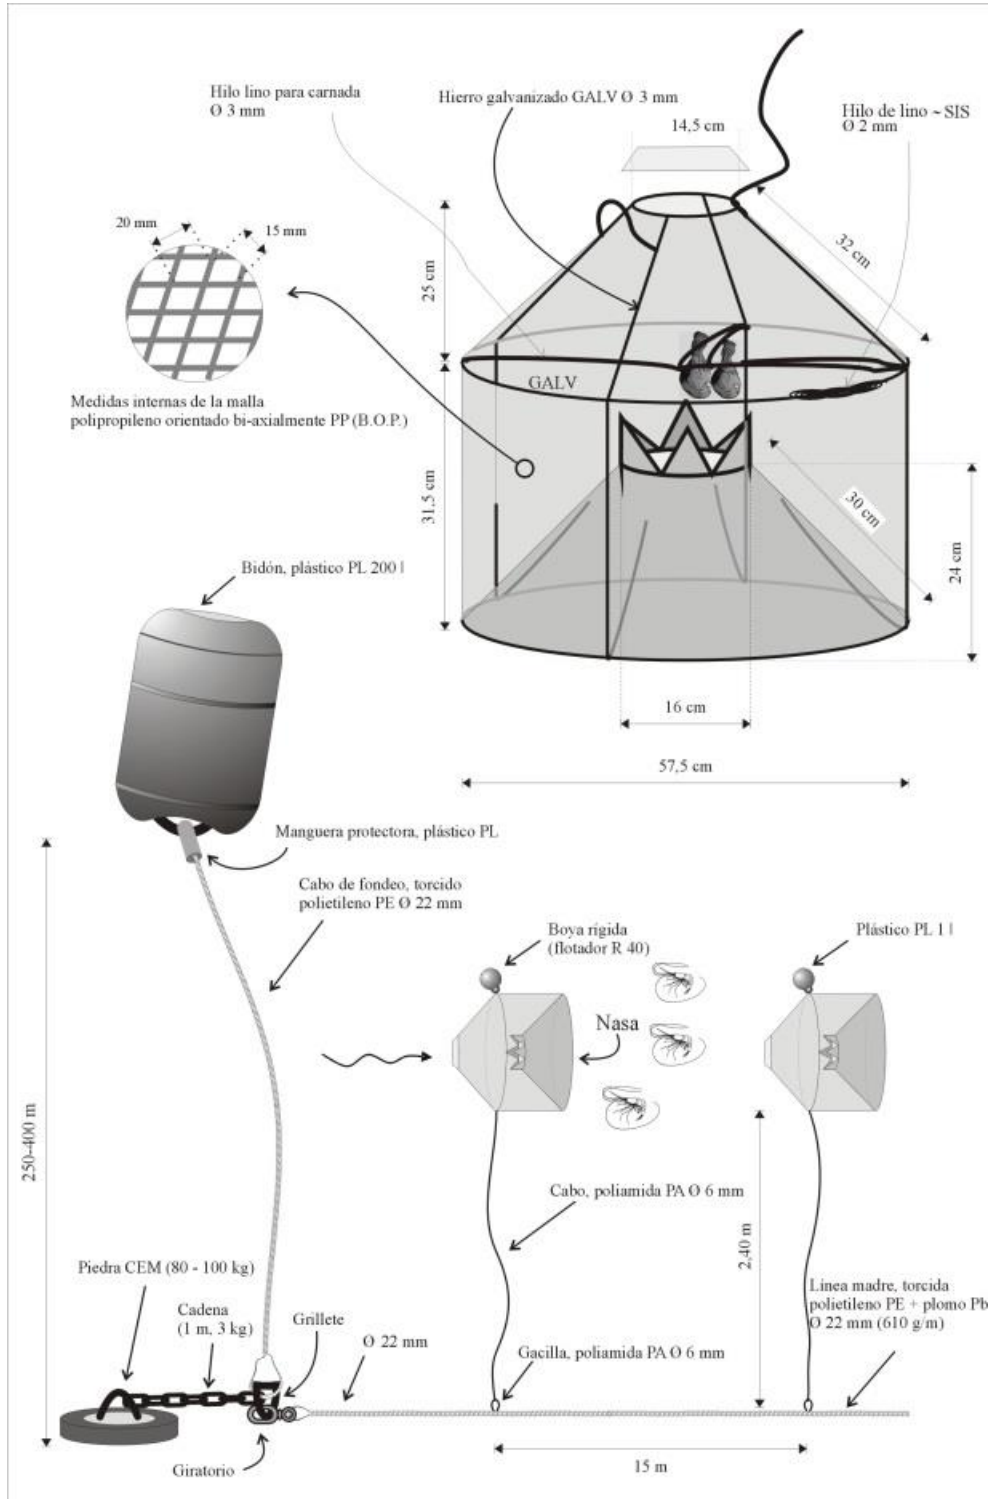 Hilo lino para carnada
Ø 3 mm
Hierro galvanizado GALV Ø 3 mm
14,5 cm
Hilo de lino ~ SIS
Ø 2 mm
20 mm
15 mm
32 cm
25 cm
GALV
Medidas internas de la malla
polipropileno orientado bi-axialmente PP (B.O.P.)
31.5 cm
30 cm
24 cm
16 cm
57,5 cm
Bidón, plástico PL 200 l
Manguera protectora, plástico PL
Cabo de fondeo, torcido
polietileno PE Ø 22 mm
Boya rígida
(flotador R 40)
Plástico PL 1 l
Nasa
250-400 m
Cabo, poliamida PA Ø 6 mm
2,40 m
Piedra CEM (80 - 100 kg)
Cadena
(1 m, 3 kg)
Grillete
Ø 22 mm
Línea madre, torcida
polietileno PE + plomo Pb
Ø 22 mm (610 g/m)
Gacilla, poliamida PA Ø 6 mm
Giratorio
15 m